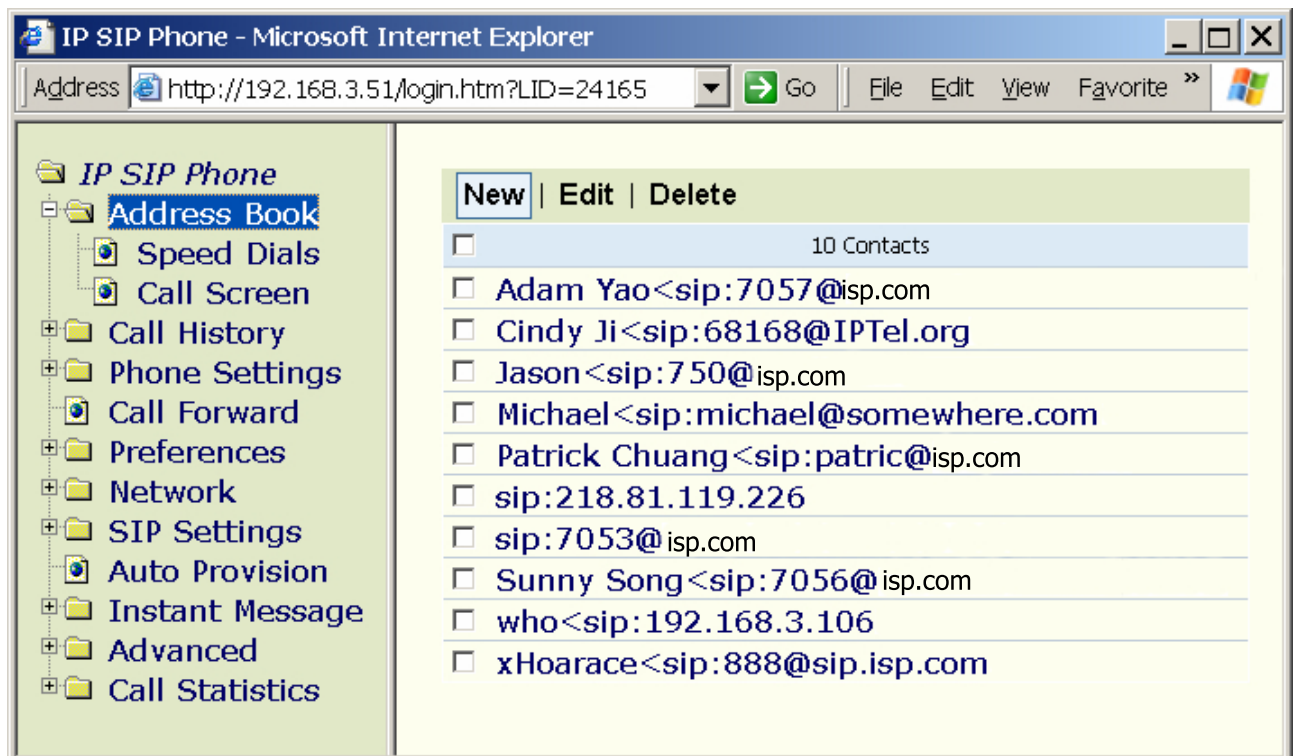 IP SIP Phone - Microsoft Internet Explorer
Address http://192.168.3.51/login.htm?LID=24165 Go File Edit View Favorite »
IP SIP Phone
Address Book
Speed Dials
Call Screen
Call History
Phone Settings
Call Forward
Preferences
Network
SIP Settings
Auto Provision
Instant Message
Advanced
Call Statistics
New | Edit | Delete
10 Contacts
Adam Yao<sip:7057@isp.com
Cindy Ji<sip:68168@IPTel.org
Jason<sip:750@isp.com
Michael<sip:michael@somewhere.com
Patrick Chuang<sip:patric@isp.com
sip:218.81.119.226
sip:7053@isp.com
Sunny Song<sip:7056@isp.com
who<sip:192.168.3.106
xHoarace<sip:888@sip.isp.com